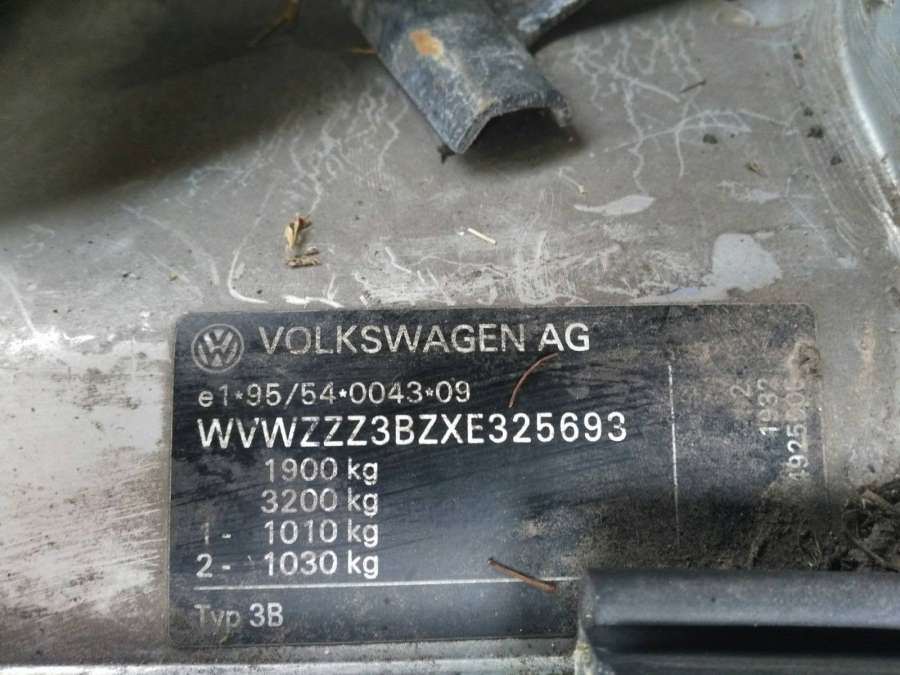 VOLKSWAGEN AG
e1*95/54*0043*09
WVWZZZ3BZXE325693
1900 kg
3200 kg
1- 1010 kg
2- 1030 kg
Typ 3B
2